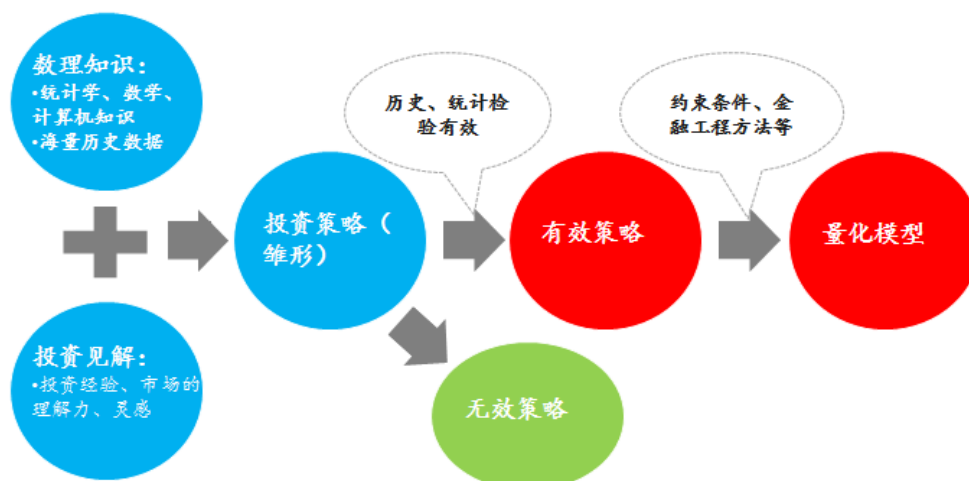 数理知识：
•统计学、数学、
计算机知识
•海量历史数据
投资见解：
•投资经验、市场的
理解力、灵感
投资策略（
雏形）
历史、统计检
验有效
有效策略
无效策略
约束条件、金
融工程方法等
量化模型